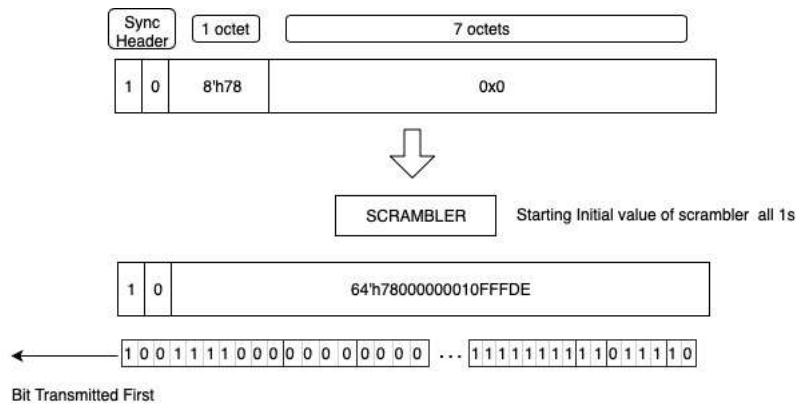 Sync Header
1 octet
7 octets
1 0 8'h78 0x0
SCRAMBLER
Starting Initial value of scrambler all 1s
1 0 64'h78000000010FFFDE
1 0 0 1 1 1 1 0 0 0 0 0 0 0 0 0 0 0 ... 1 1 1 1 1 1 1 1 1 1 0 1 1 1 1 0
Bit Transmitted First